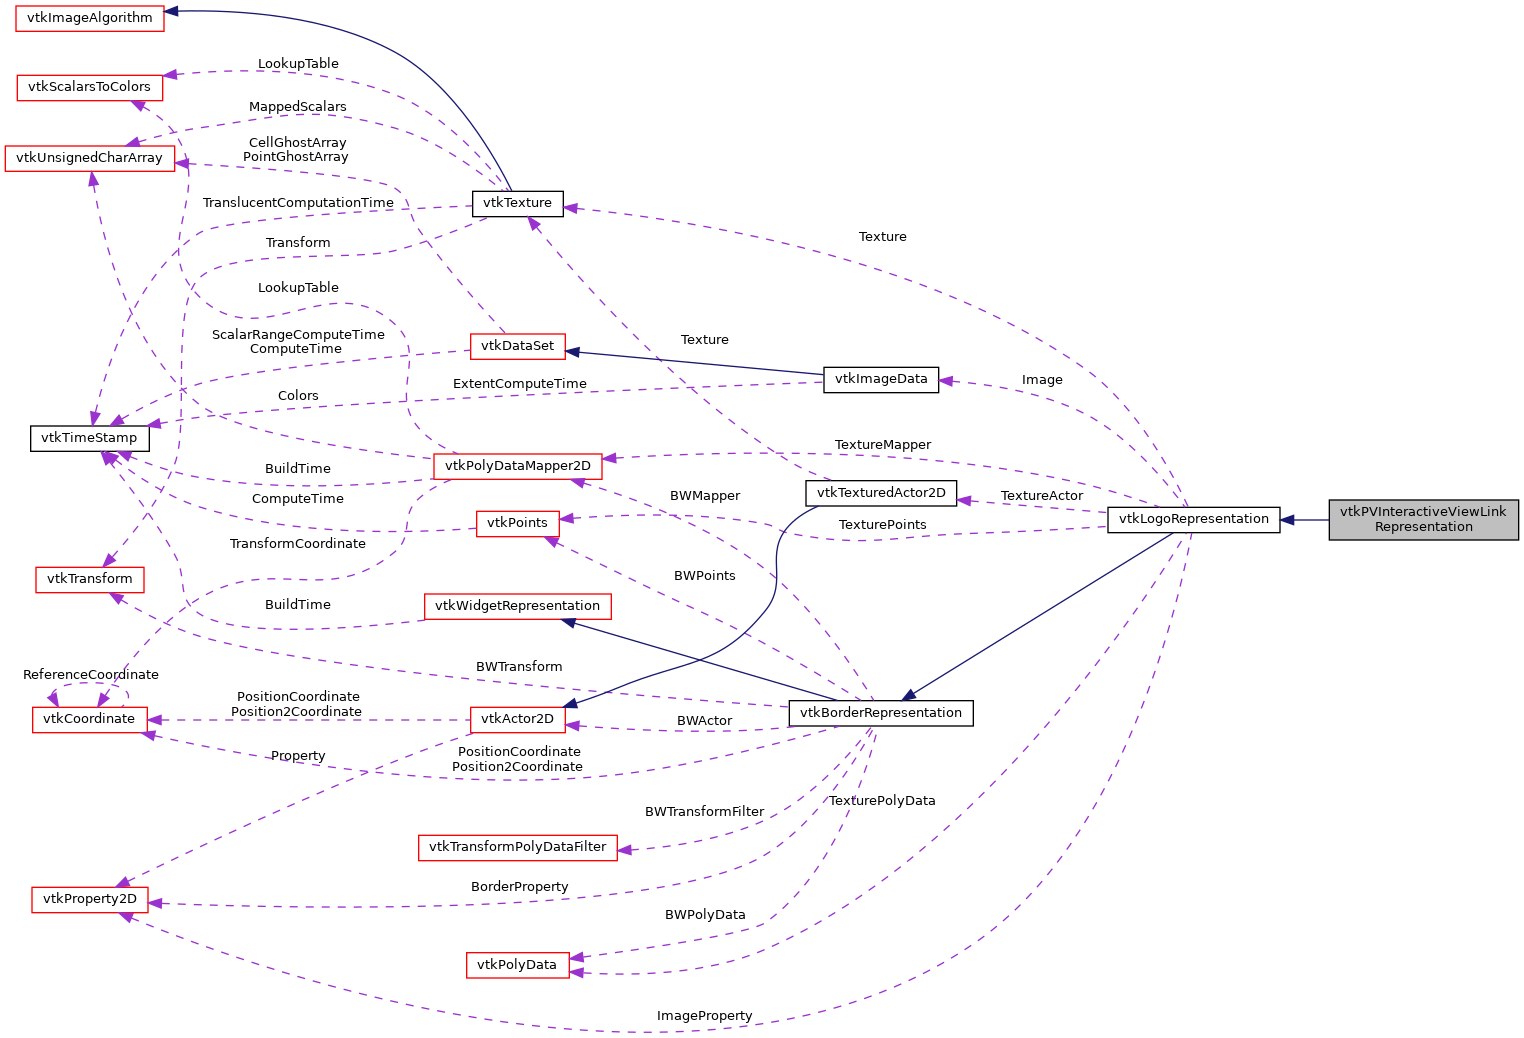 vtkImageAlgorithm
LookupTable
vtkScalarsToColors
MappedScalars
CellGhostArray
PointGhostArray
vtkUnsignedCharArray
TranslucentComputationTime
vtkTexture
Texture
Transform
LookupTable
ScalarRangeComputeTime
ComputeTime
vtkDataSet
Texture
vtkImageData
Image
ExtentComputeTime
Colors
vtkTimeStamp
TextureMapper
vtkPolyDataMapper2D
BuildTime
BWMapper
vtkTexturedActor2D
TextureActor
ComputeTime
vtkPoints
TexturePoints
vtkLogoRepresentation
vtkPVInteractiveViewLink
Representation
TransformCoordinate
vtkTransform
BWPoints
BuildTime
vtkWidgetRepresentation
BWTransform
ReferenceCoordinate
PositionCoordinate
Position2Coordinate
vtkCoordinate
vtkActor2D
BWActor
vtkBorderRepresentation
Property
PositionCoordinate
Position2Coordinate
TexturePolyData
BWTransformFilter
vtkTransformPolyDataFilter
BorderProperty
vtkProperty2D
BWPolyData
vtkPolyData
ImageProperty